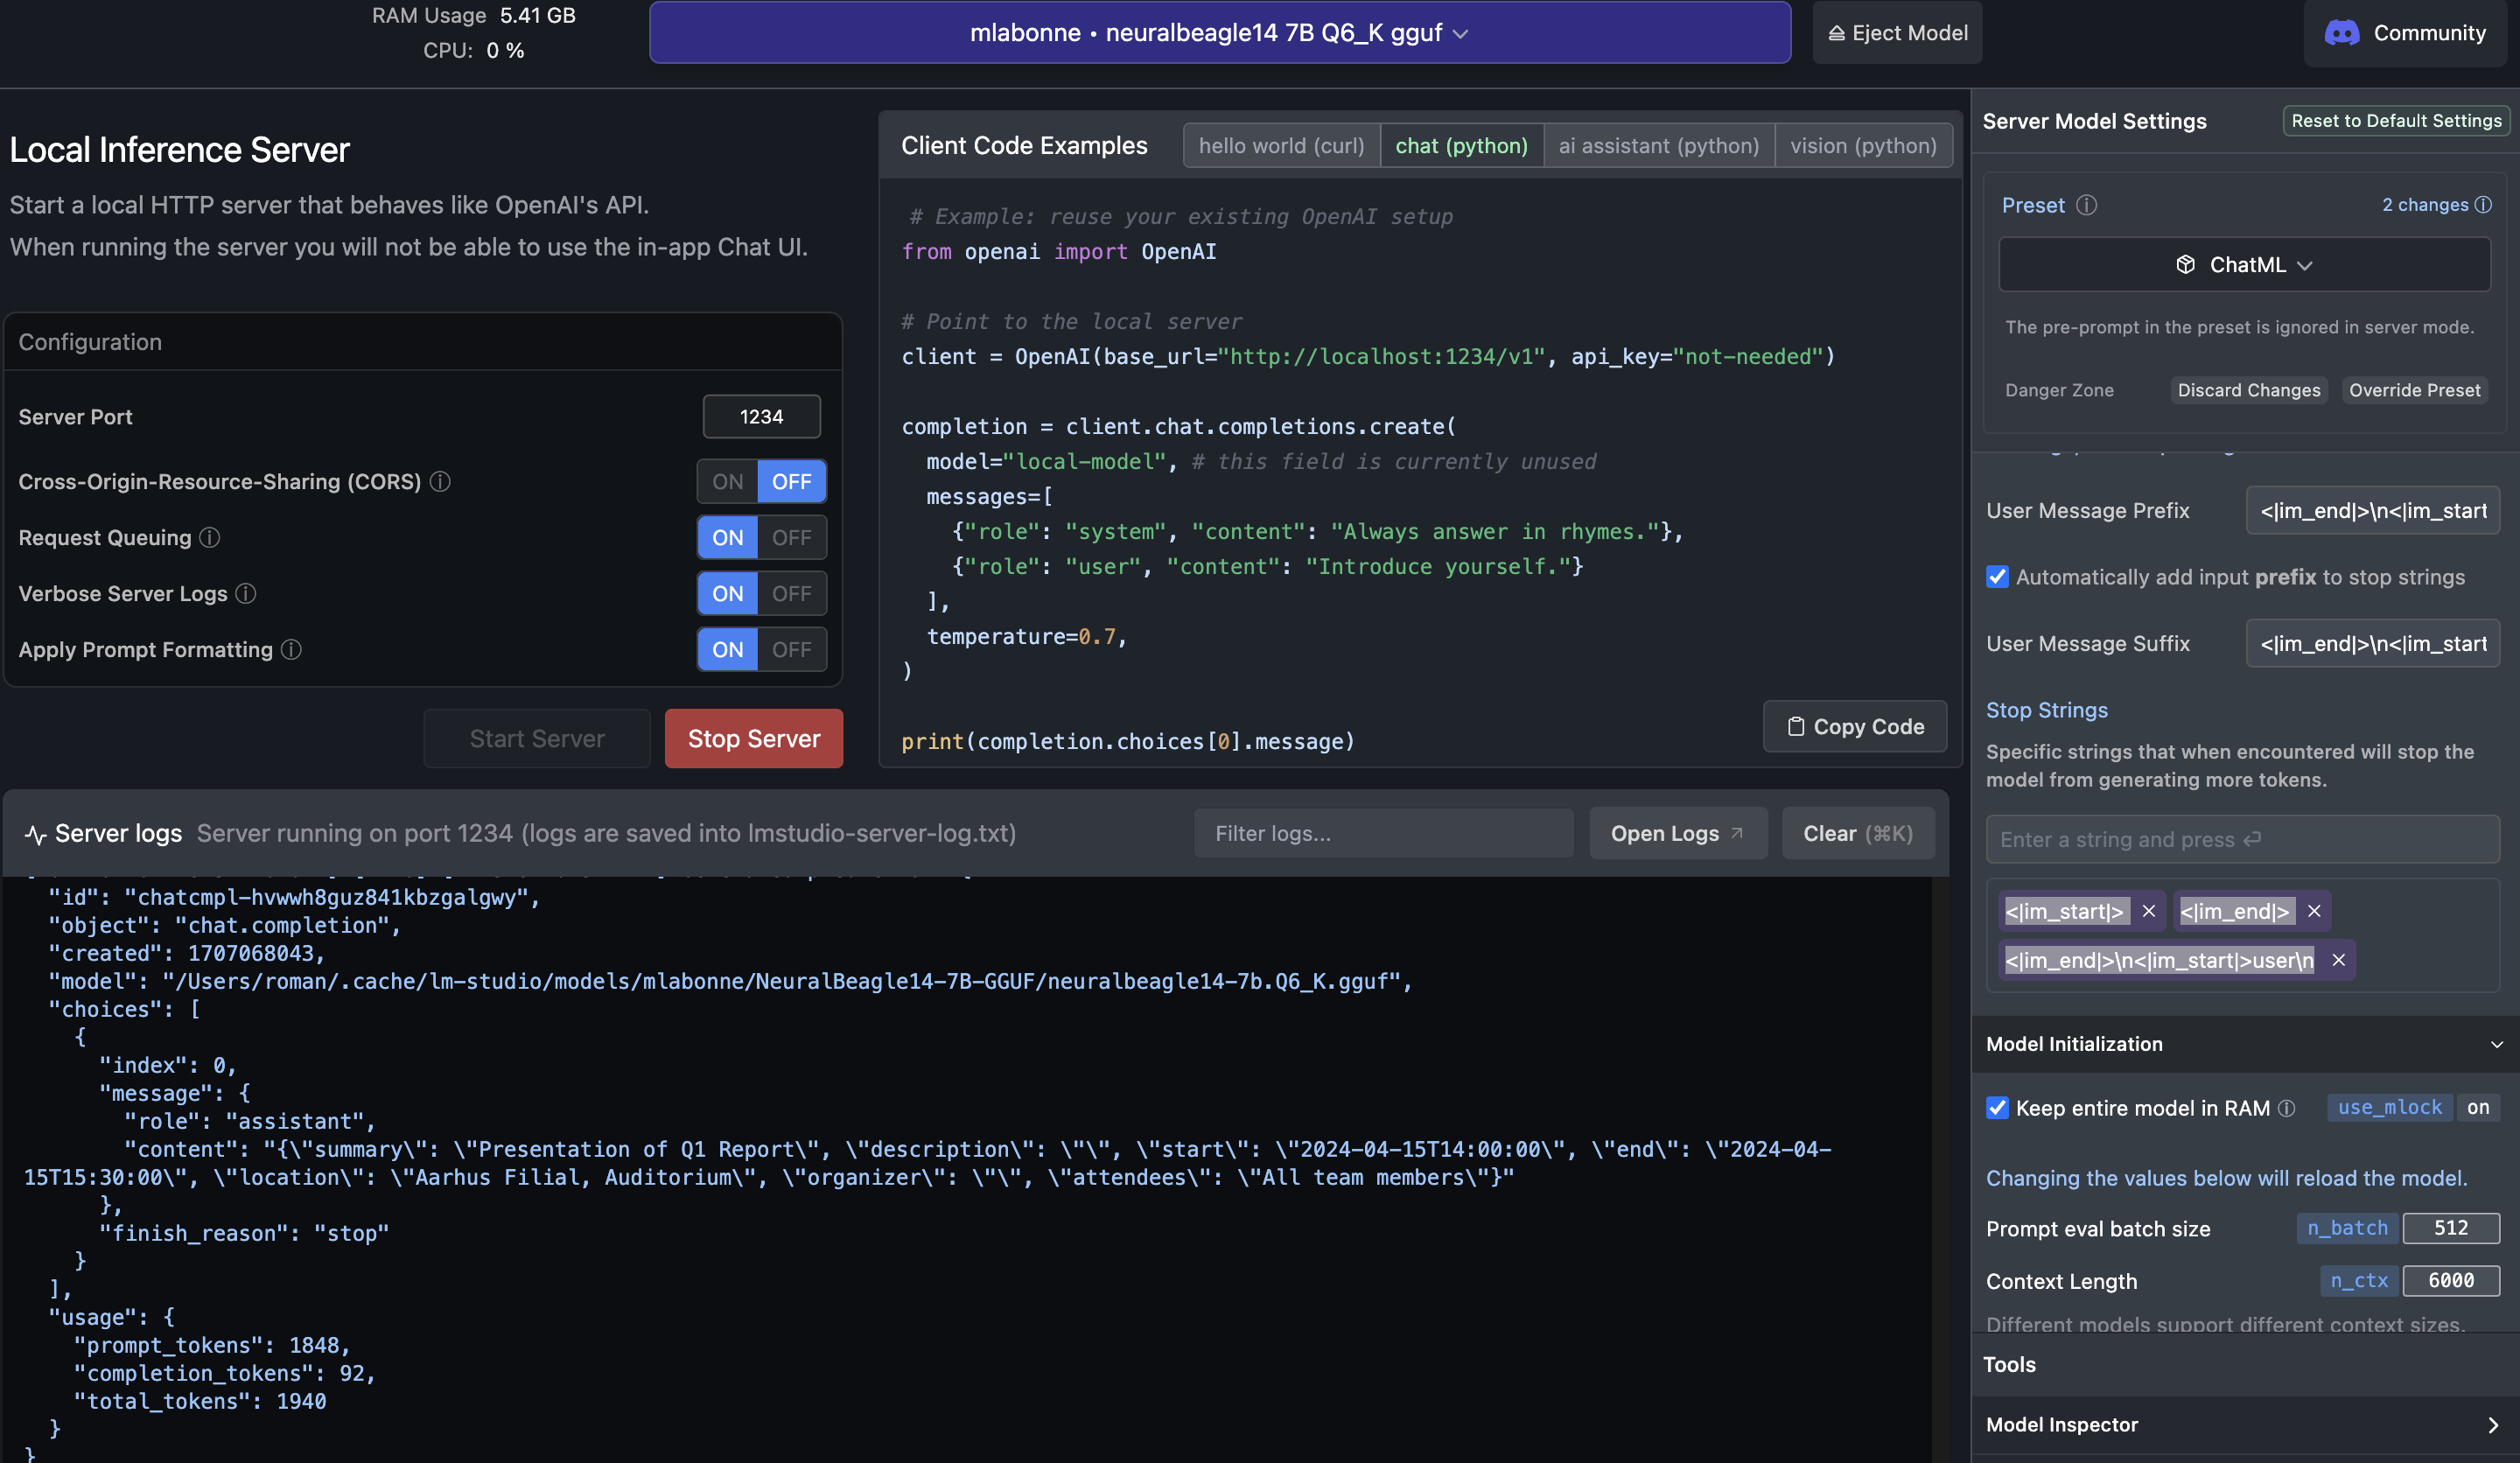 RAM Usage 5.41 GB
CPU: 0 %
mlabonne • neuralbeagle14 7B Q6_K gguf
Eject Model
Community
Local Inference Server
Start a local HTTP server that behaves like OpenAI's API.
When running the server you will not be able to use the in-app Chat UI.
Configuration
Server Port 1234
Cross-Origin-Resource-Sharing (CORS) ON OFF
Request Queuing ON OFF
Verbose Server Logs ON OFF
Apply Prompt Formatting ON OFF
Start Server Stop Server
Client Code Examples hello world (curl) chat (python) ai assistant (python) vision (python)
# Example: reuse your existing OpenAI setup
from openai import OpenAI
# Point to the local server
client = OpenAI(base_url="http://localhost:1234/v1", api_key="not-needed")
completion = client.chat.completions.create(
model="local-model", # this field is currently unused
messages=[
{"role": "system", "content": "Always answer in rhymes."},
{"role": "user", "content": "Introduce yourself."}
],
temperature=0.7,
)
print(completion.choices[0].message)
Copy Code
Server logs Server running on port 1234 (logs are saved into lmstudio-server-log.txt)
Filter logs... Open Logs Clear (⌘K)
"id": "chatcmpl-hvwwh8guz841kbzgalgwy",
"object": "chat.completion",
"created": 1707068043,
"model": "/Users/roman/.cache/lm-studio/models/mlabonne/NeuralBeagle14-7B-GGUF/neuralbeagle14-7b.Q6_K.gguf",
"choices": [
{
"index": 0,
"message": {
"role": "assistant",
"content": "{\"summary\": \"Presentation of Q1 Report\", \"description\": \"\", \"start\": \"2024-04-15T14:00:00\", \"end\": \"2024-04-
15T15:30:00\", \"location\": \"Aarhus Filial, Auditorium\", \"organizer\": \"\", \"attendees\": \"All team members\"}"
},
"finish_reason": "stop"
}
],
"usage": {
"prompt_tokens": 1848,
"completion_tokens": 92,
"total_tokens": 1940
}
}
Server Model Settings Reset to Default Settings
Preset 2 changes
ChatML
The pre-prompt in the preset is ignored in server mode.
Danger Zone Discard Changes Override Preset
User Message Prefix <|im_end|>\n<|im_start
Automatically add input prefix to stop strings
User Message Suffix <|im_end|>\n<|im_start
Stop Strings
Specific strings that when encountered will stop the
model from generating more tokens.
Enter a string and press ⏎
<|im_start|> × <|im_end|> ×
<|im_end|>\n<|im_start|>user\n ×
Model Initialization
Keep entire model in RAM use_mlock on
Changing the values below will reload the model.
Prompt eval batch size n_batch 512
Context Length n_ctx 6000
Different models support different context sizes.
Tools
Model Inspector